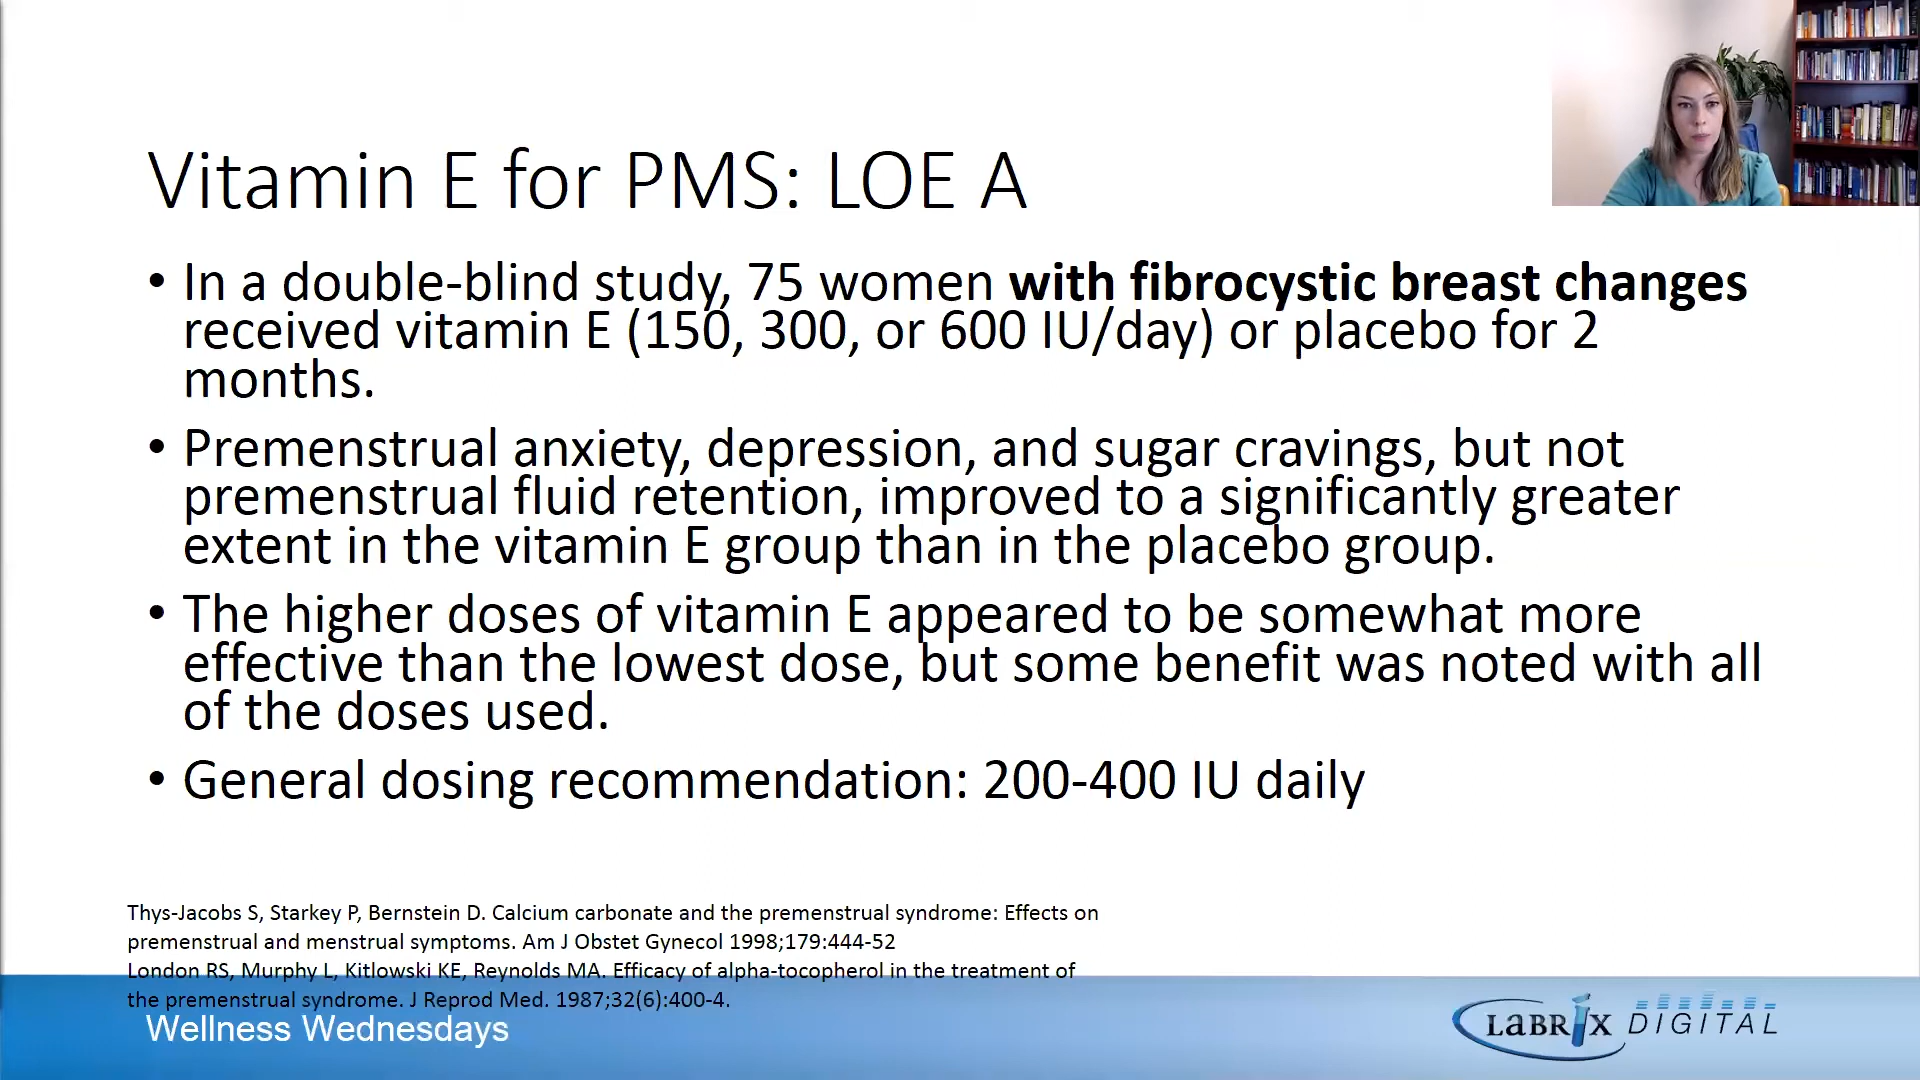 Vitamin E for PMS: LOE A
• In a double-blind study, 75 women with fibrocystic breast changes
received vitamin E (150, 300, or 600 IU/day) or placebo for 2
months.
• Premenstrual anxiety, depression, and sugar cravings, but not
premenstrual fluid retention, improved to a significantly greater
extent in the vitamin E group than in the placebo group.
• The higher doses of vitamin E appeared to be somewhat more
effective than the lowest dose, but some benefit was noted with all
of the doses used.
• General dosing recommendation: 200-400 IU daily
Thys-Jacobs S, Starkey P, Bernstein D. Calcium carbonate and the premenstrual syndrome: Effects on
premenstrual and menstrual symptoms. Am J Obstet Gynecol 1998;179:444-52
London RS, Murphy L, Kitlowski KE, Reynolds MA. Efficacy of alpha-tocopherol in the treatment of
the premenstrual syndrome. J Reprod Med. 1987;32(6):400-4.
Wellness Wednesdays
LABRIX DIGITAL